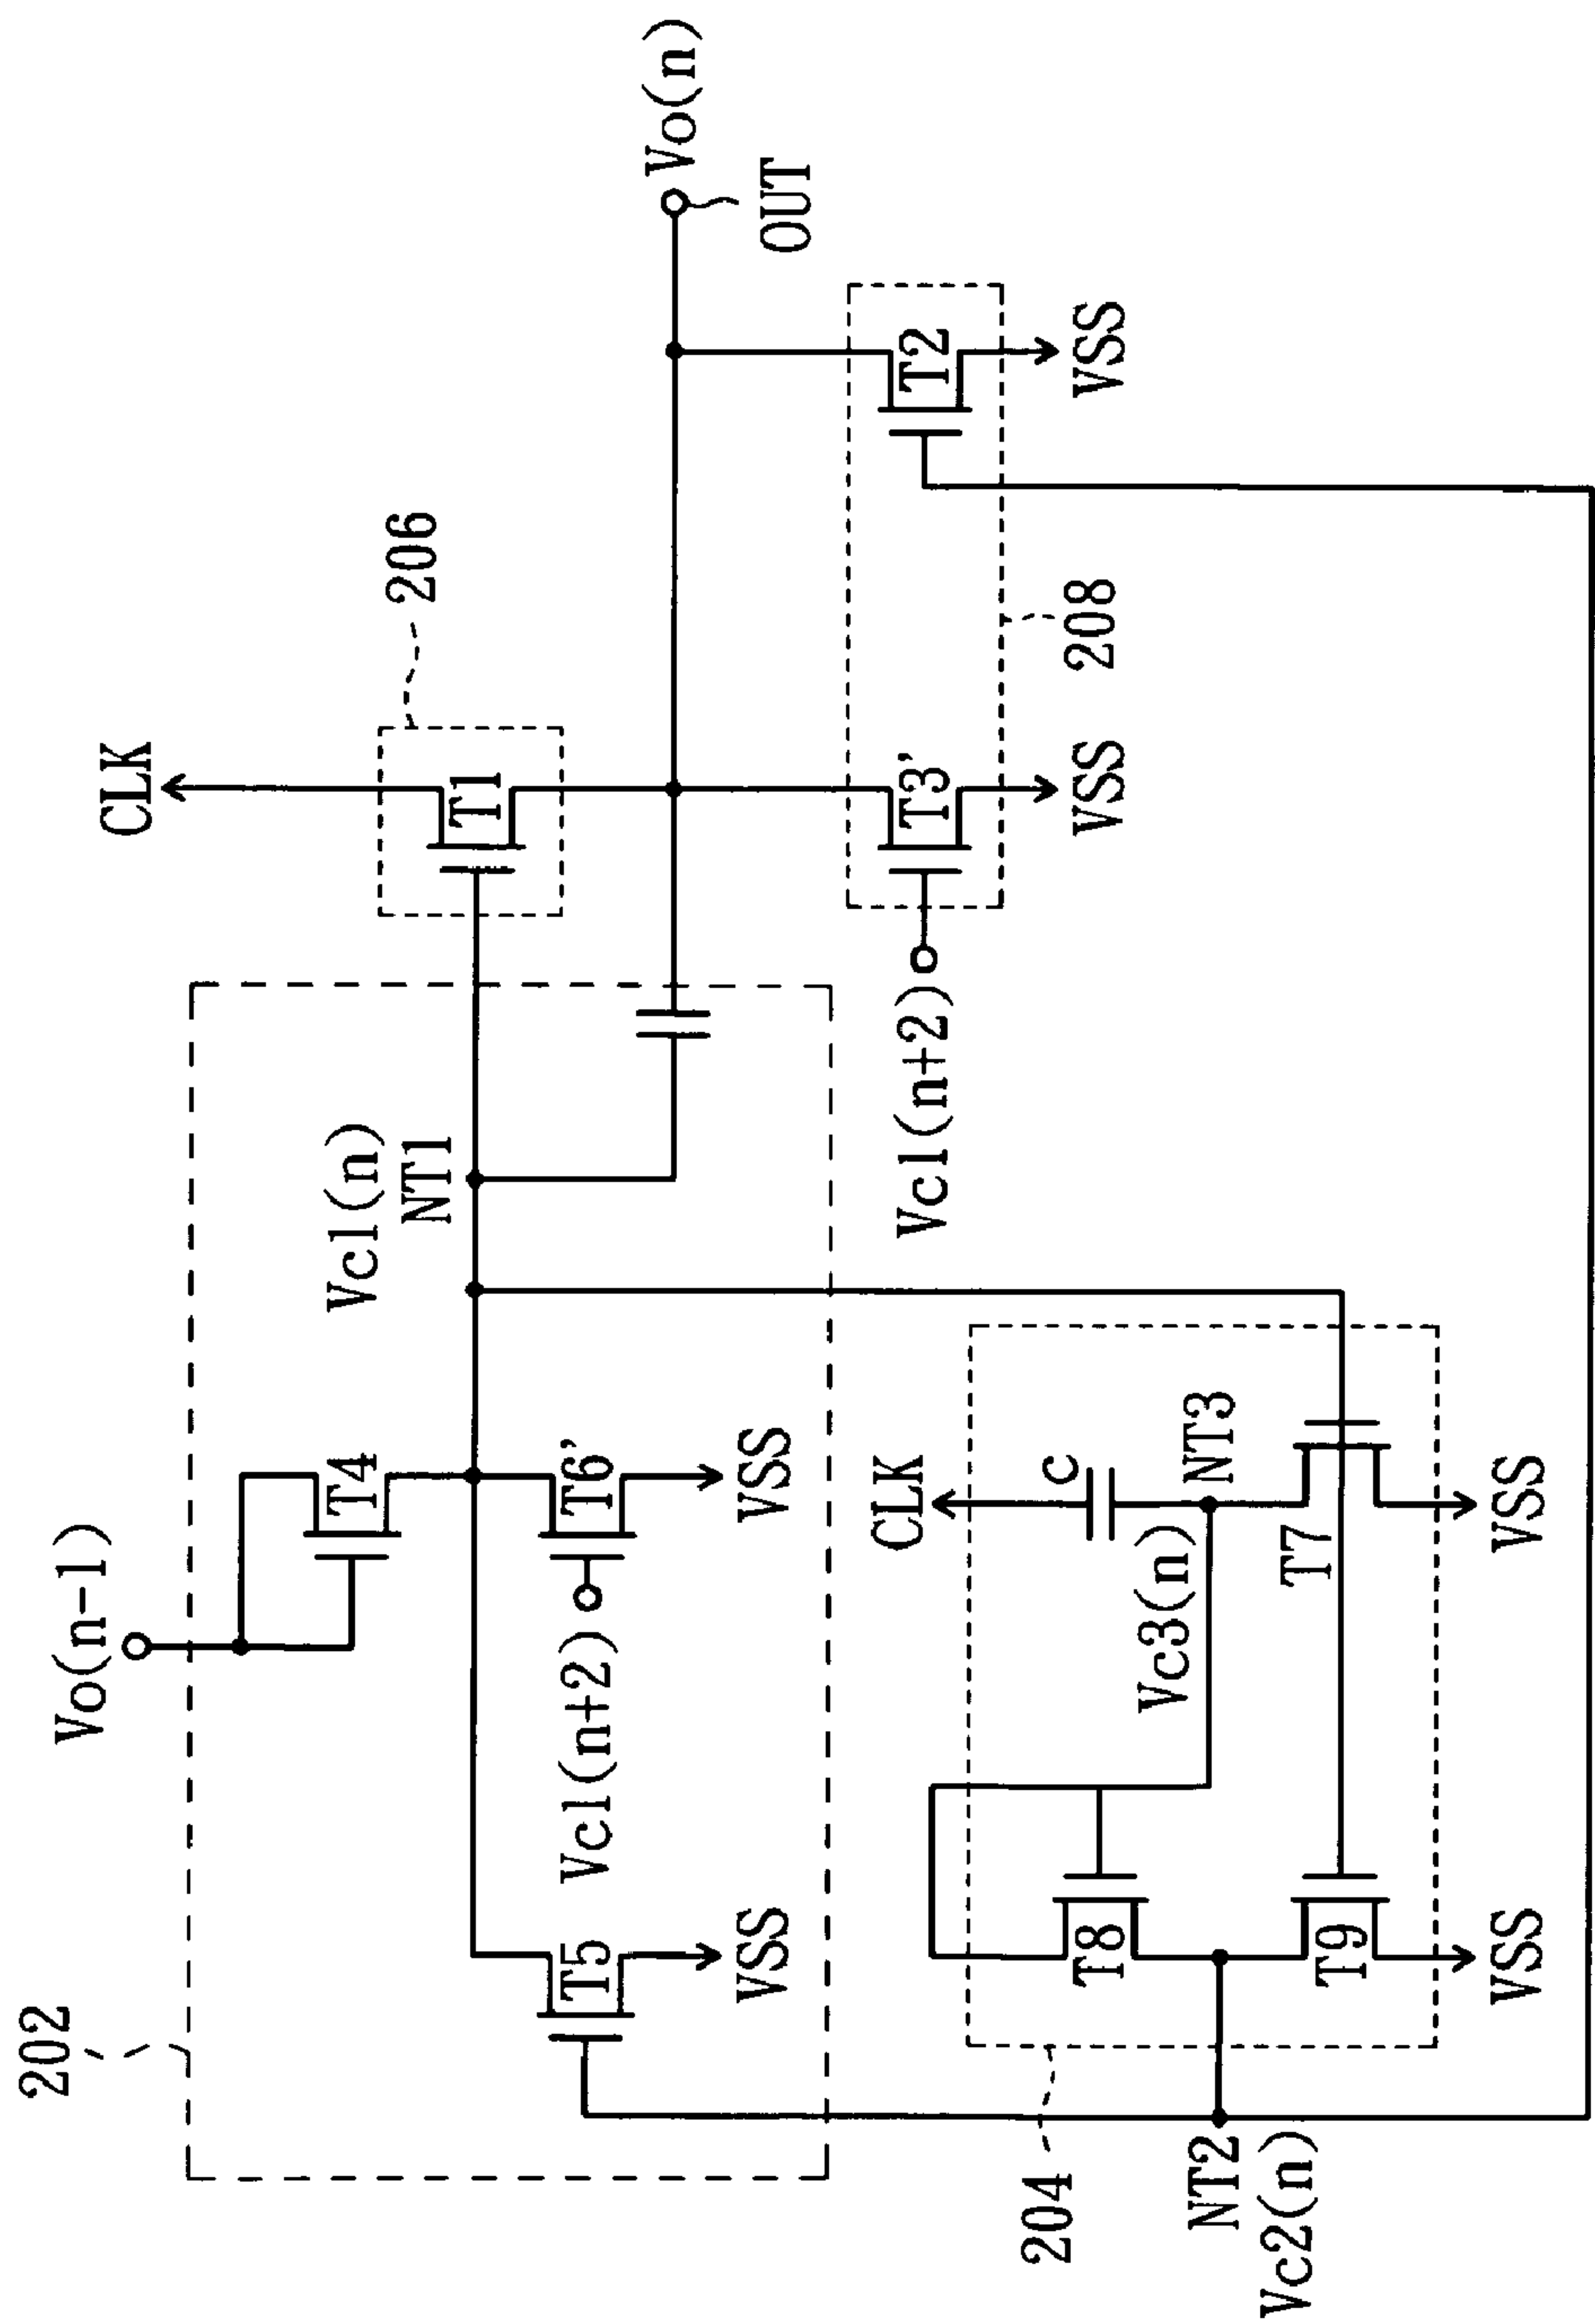 202
Vo(n-1)
CLK
206
Vo(n)
OUT
T1
Vc1(n)
NT1
T4
T5
T6'
Vc1(n+2)
VSS
VSS
Vc1(n+2)
T3'
T2
208
VSS
VSS
CLK
C
NT3
Vc3(n)
T7
T8
T9
204
NT2
Vc2(n)
VSS
VSS